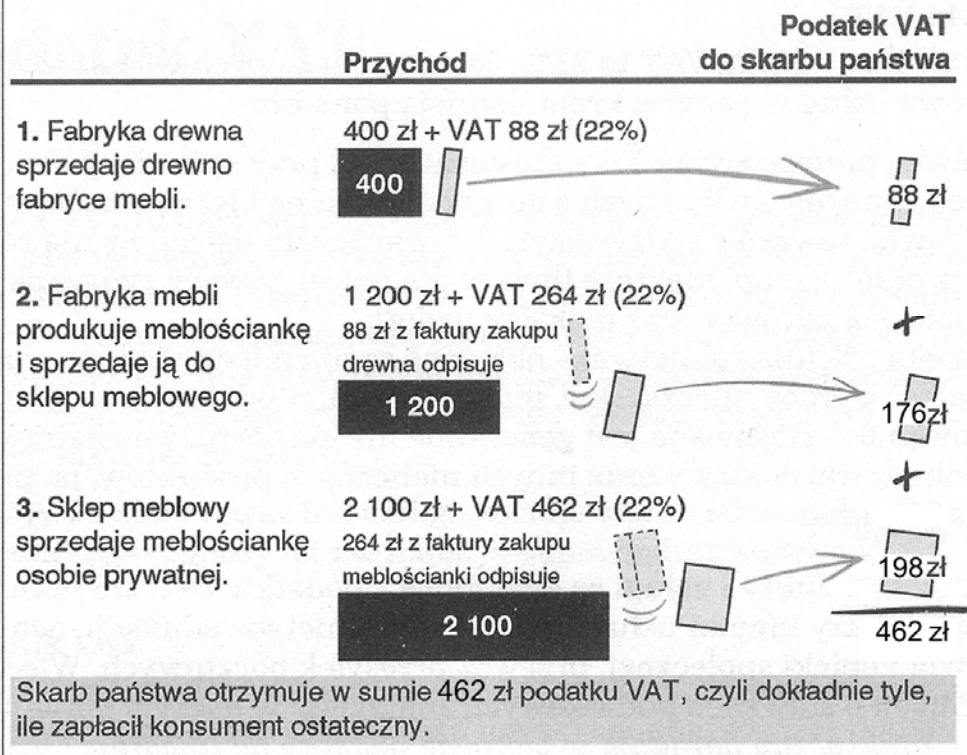 Przychód
Podatek VAT
do skarbu państwa
1. Fabryka drewna
sprzedaje drewno
fabryce mebli.
400 zł + VAT 88 zł (22%)
400
88 zł
2. Fabryka mebli
produkuje meblościankę
i sprzedaje ją do
sklepu meblowego.
1 200 zł + VAT 264 zł (22%)
88 zł z faktury zakupu
drewna odpisuje
1 200
+
176zł
+
3. Sklep meblowy
sprzedaje meblościankę
osobie prywatnej.
2 100 zł + VAT 462 zł (22%)
264 zł z faktury zakupu
meblościanki odpisuje
2 100
198zł
462 zł
Skarb państwa otrzymuje w sumie 462 zł podatku VAT, czyli dokładnie tyle,
ile zapłacił konsument ostateczny.